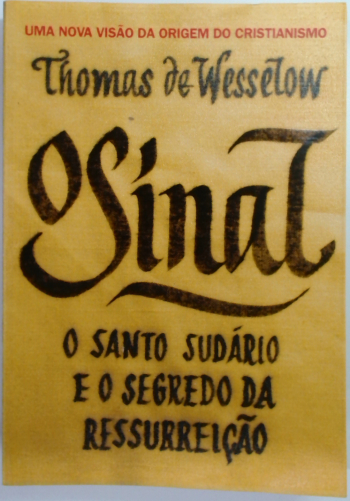 UMA NOVA VISÃO DA ORIGEM DO CRISTIANISMO
Thomas de Wesselow
O Sinal
O SANTO SUDÁRIO
E O SEGREDO DA
RESSURREIÇÃO